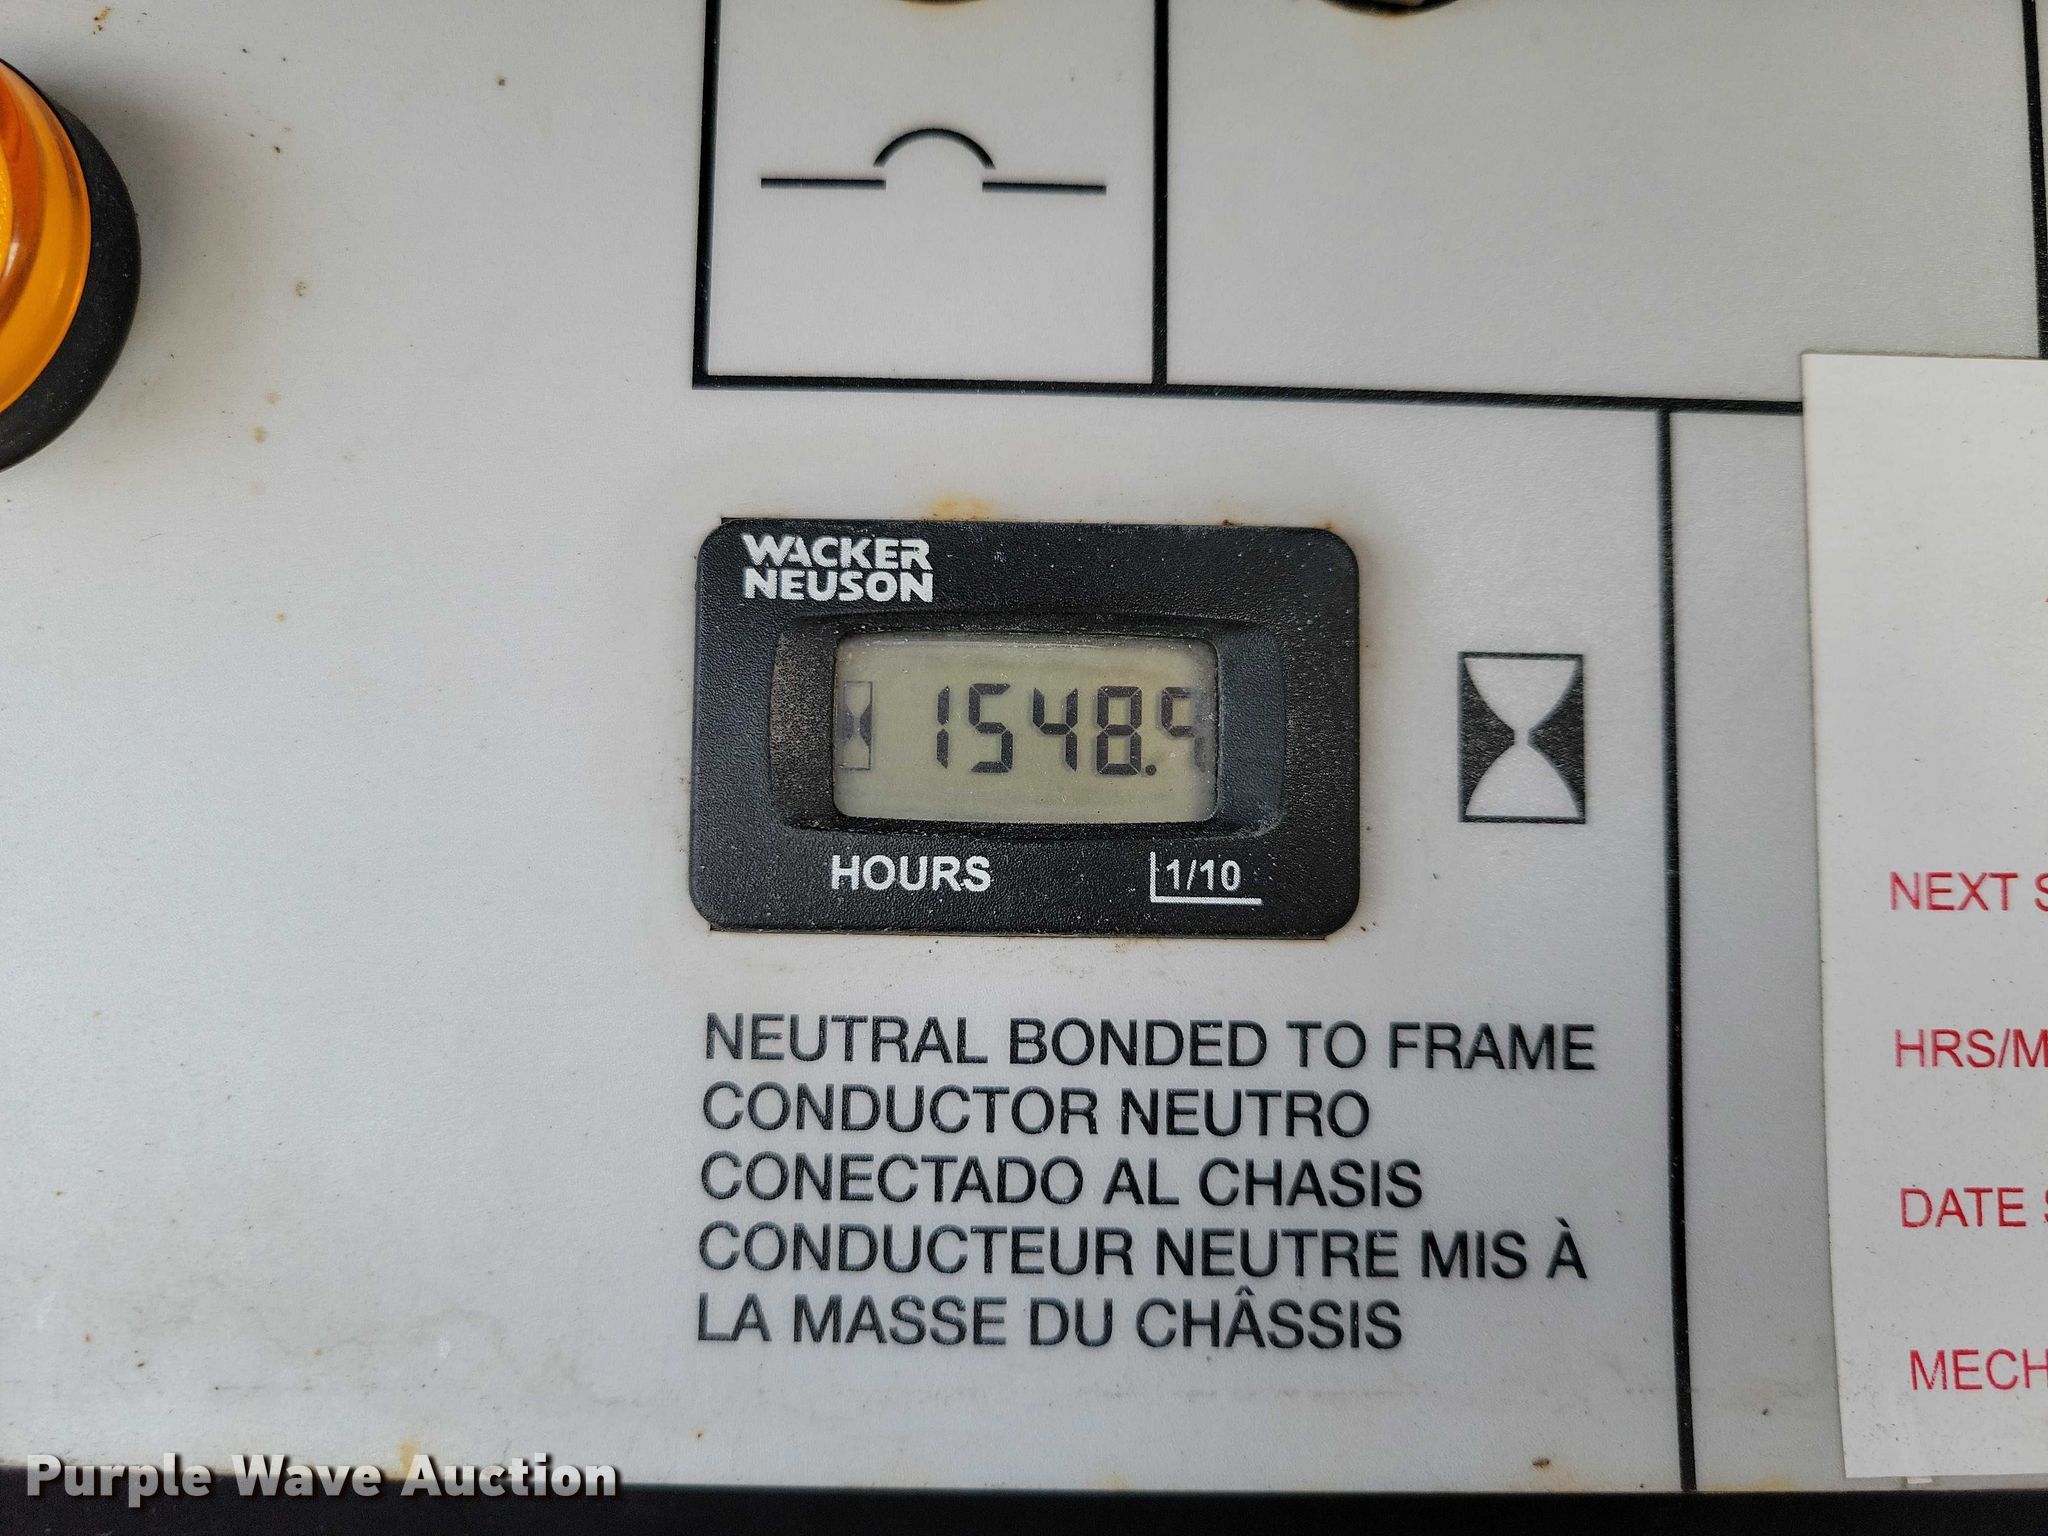 WACKER
NEUSON
1548.9
HOURS
1/10
NEUTRAL BONDED TO FRAME
CONDUCTOR NEUTRO
CONECTADO AL CHASIS
CONDUCTEUR NEUTRE MIS À
LA MASSE DU CHÂSSIS
NEXT
HRS/M
DATE
MECH
Purple Wave Auction